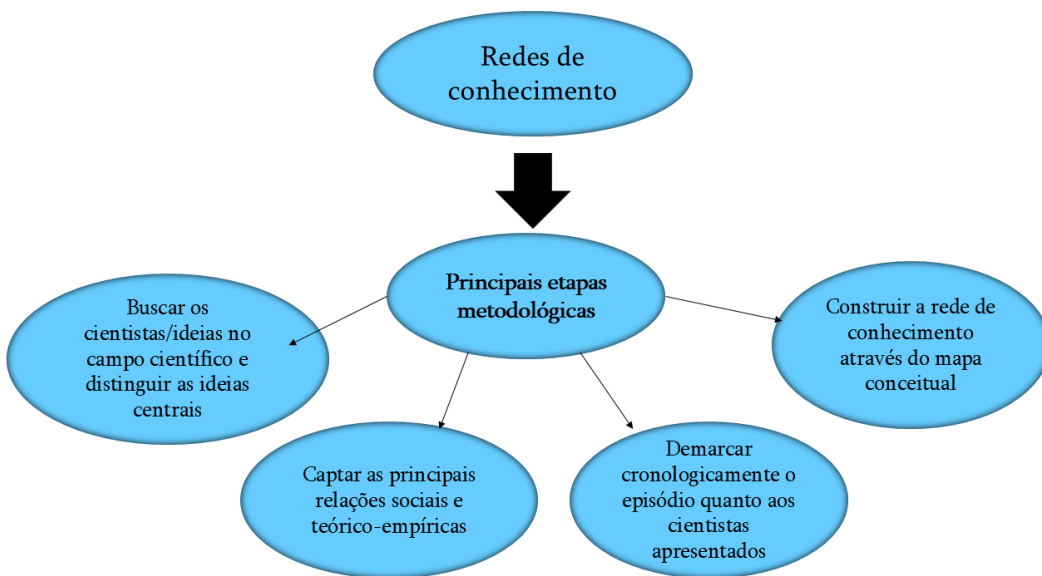 Redes de
conhecimento
Principais etapas
metodológicas
Buscar os
cientistas/ideias no
campo científico e
distinguir as ideias
centrais
Captar as principais
relações sociais e
teórico-empíricas
Demarcar
cronologicamente o
episódio quanto aos
cientistas
apresentados
Construir a rede de
conhecimento
através do mapa
conceitual